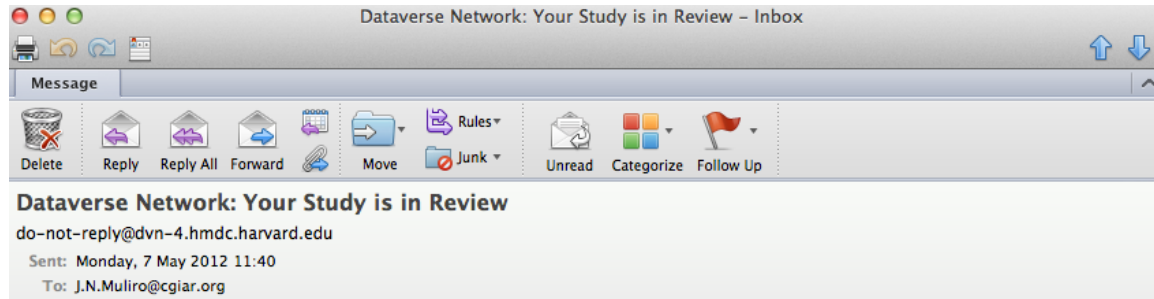 Dataverse Network: Your Study is in Review – Inbox
Message
Rules
Junk
Delete Reply Reply All Forward Move Unread Categorize Follow Up
Dataverse Network: Your Study is in Review
do-not-reply@dvn-4.hmdc.harvard.edu
Sent: Monday, 7 May 2012 11:40
To: J.N.Muliro@cgiar.org